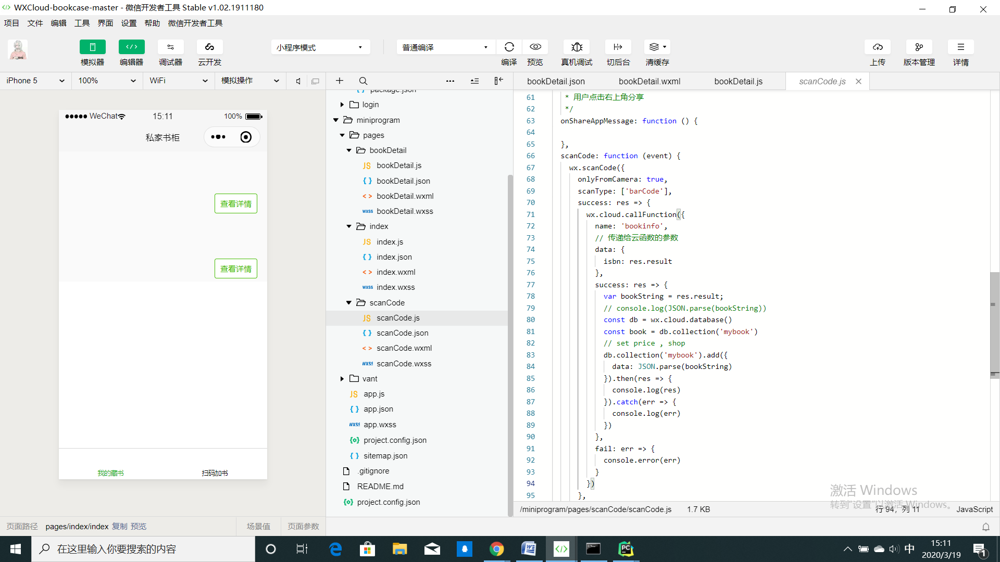 WXCloud-bookcase-master - 微信开发者工具 Stable v1.02.1911180
项目 文件 编辑 工具 界面 设置 帮助 微信开发者工具
小程序模式 普通编译
模拟器 编辑器 调试器 云开发 编译 预览 真机调试 切后台 清缓存 上传 版本管理 详情
iPhone 5 100% WiFi 模拟操作
bookDetail.json bookDetail.wxml bookDetail.js scanCode.js
WeChat 15:11 100%
私家书柜
查看详情
查看详情
我的藏书 扫码加书
package.json
login
miniprogram
pages
bookDetail
JS bookDetail.js
{ } bookDetail.json
< > bookDetail.wxml
wxss bookDetail.wxss
index
JS index.js
{ } index.json
< > index.wxml
wxss index.wxss
scanCode
JS scanCode.js
{ } scanCode.json
< > scanCode.wxml
wxss scanCode.wxss
vant
JS app.js
{ } app.json
wxss app.wxss
project.config.json
{ } sitemap.json
.gitignore
README.md
project.config.json
61 * 用户点击右上角分享
62 */
63 onShareAppMessage: function () {
64
65 },
66 scanCode: function (event) {
67 wx.scanCode({
68 onlyFromCamera: true,
69 scanType: ['barCode'],
70 success: res => {
71 wx.cloud.callFunction({
72 name: 'bookinfo',
73 // 传递给云函数的参数
74 data: {
75 isbn: res.result
76 },
77 success: res => {
78 var bookString = res.result;
79 // console.log(JSON.parse(bookString))
80 const db = wx.cloud.database()
81 const book = db.collection('mybook')
82 // set price , shop
83 db.collection('mybook').add({
84 data: JSON.parse(bookString)
85 }).then(res => {
86 console.log(res)
87 }).catch(err => {
88 console.log(err)
89 })
90 },
91 fail: err => {
92 console.error(err)
93 }
94 })
95 },
激活 Windows
转到"设置"以激活 Windows。
/miniprogram/pages/scanCode/scanCode.js 1.7 KB 行 94，列 11 JavaScript
页面路径 pages/index/index 复制 预览 场景值 页面参数
在这里输入你要搜索的内容
中 15:11
2020/3/19
1